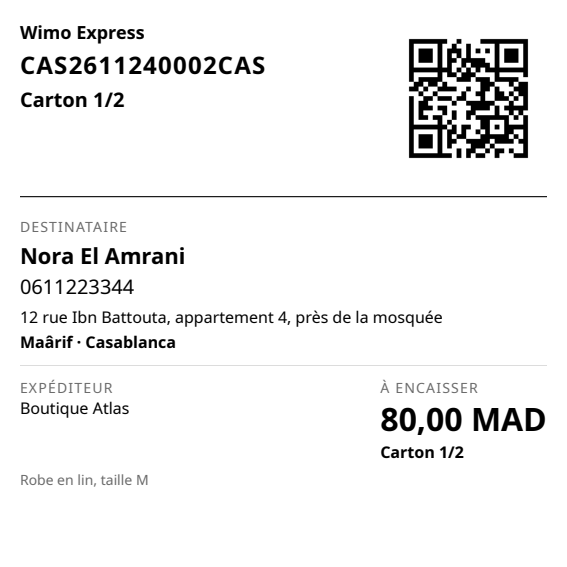 Wimo Express
CAS2611240002CAS
Carton 1/2
DESTINATAIRE
Nora El Amrani
0611223344
12 rue Ibn Battouta, appartement 4, près de la mosquée
Maârif · Casablanca
EXPÉDITEUR
Boutique Atlas
À ENCAISSER
80,00 MAD
Carton 1/2
Robe en lin, taille M